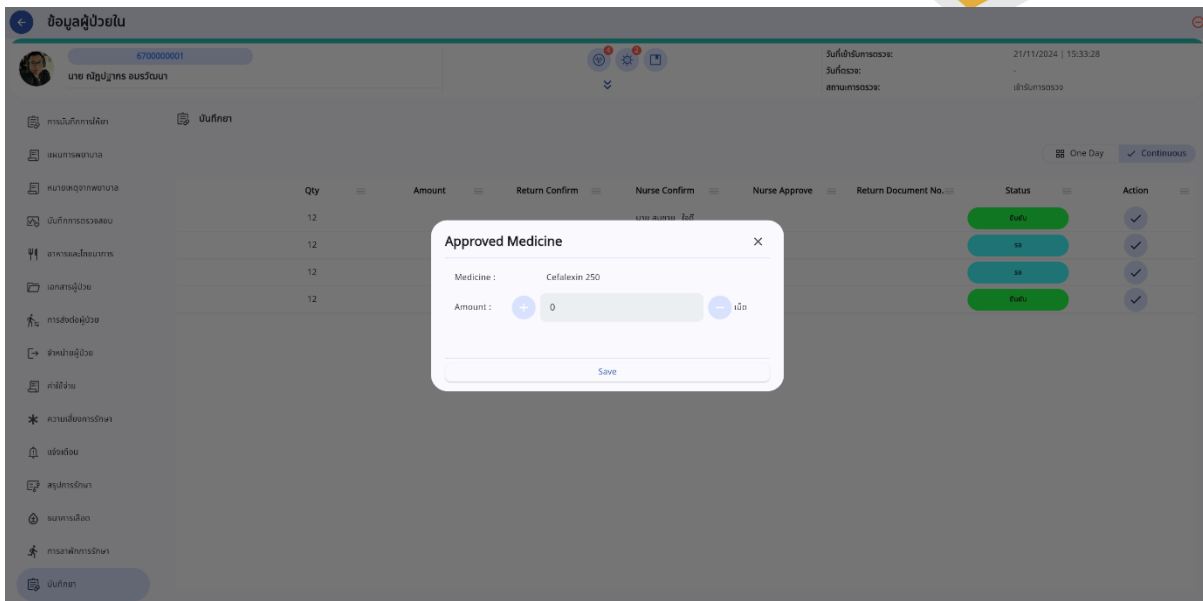 ข้อมูลผู้ป่วยใน
6700000001
นาย ณัฎปฐากร อมรวัฒนา
4
2
วันที่เข้ารับการตรวจ: 21/11/2024 | 15:33:28
วันที่ตรวจ: -
สถานะการตรวจ: เข้ารับการตรวจ
การบันทึกการให้ยา
แผนการพยาบาล
หมายเหตุจากพยาบาล
บันทึกการตรวจสอบ
อาหารและโภชนาการ
เอกสารผู้ป่วย
การส่งต่อผู้ป่วย
จำหน่ายผู้ป่วย
ค่าใช้จ่าย
ความเสี่ยงการรักษา
แจ้งเตือน
สรุปการรักษา
ธนาคารเลือด
การลาพักการรักษา
บันทึกยา
บันทึกยา
One Day Continuous
Qty Amount Return Confirm Nurse Confirm Nurse Approve Return Document No. Status Action
12 นาย สมชาย ใจดี ยืนยัน
12 รอ
12 รอ
12 ยืนยัน
Approved Medicine
Medicine : Cefalexin 250
Amount : + 0 - เม็ด
Save